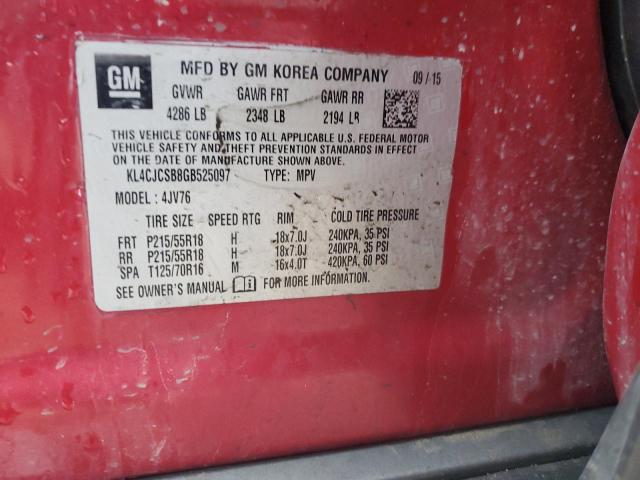 GM
MFD BY GM KOREA COMPANY 09/15
GVWR GAWR FRT GAWR RR
4286 LB 2348 LB 2194 LB
THIS VEHICLE CONFORMS TO ALL APPLICABLE U.S. FEDERAL MOTOR
VEHICLE SAFETY AND THEFT PREVENTION STANDARDS IN EFFECT
ON THE DATE OF MANUFACTURE SHOWN ABOVE.
KL4CJCSB8GB525097 TYPE: MPV
MODEL: 4JV76
TIRE SIZE SPEED RTG RIM COLD TIRE PRESSURE
FRT P215/55R18 H 18x7.0J 240KPA, 35 PSI
RR P215/55R18 H 18x7.0J 240KPA, 35 PSI
SPA T125/70R16 M 16x4.0T 420KPA, 60 PSI
SEE OWNER'S MANUAL FOR MORE INFORMATION.